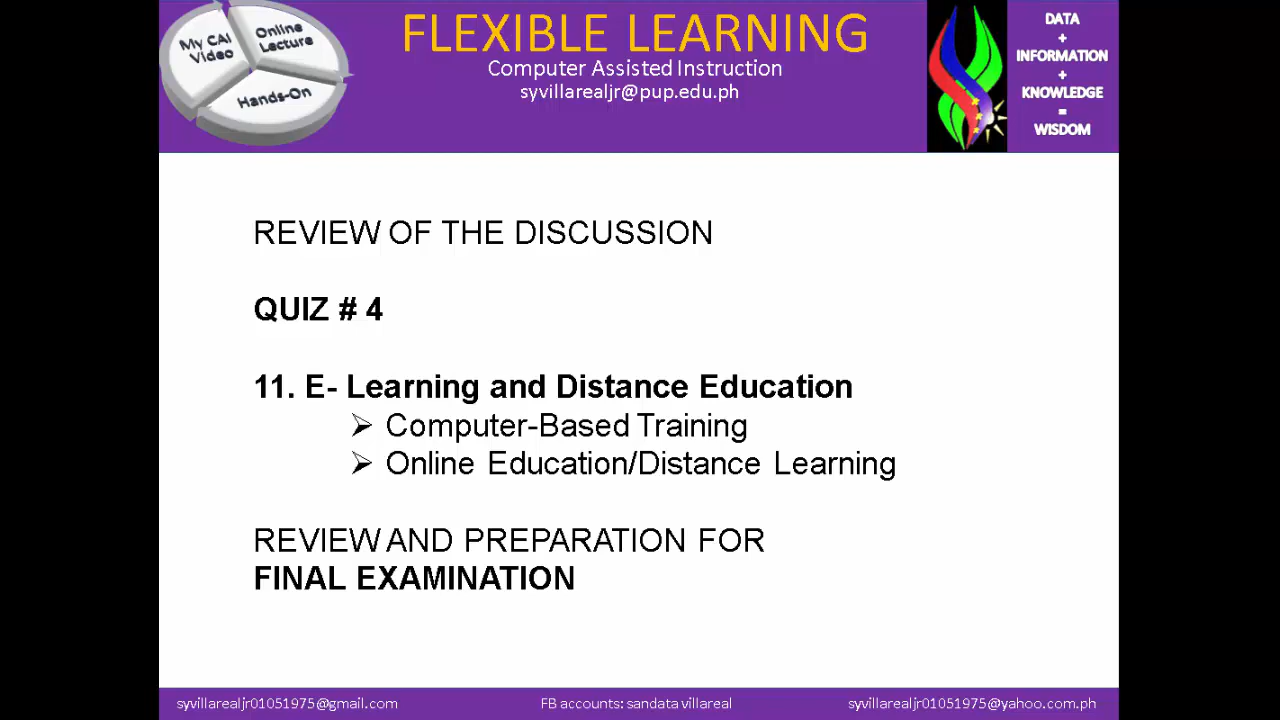 My CAI
Video
Online
Lecture
Hands-On
FLEXIBLE LEARNING
Computer Assisted Instruction
syvillarealjr@pup.edu.ph
DATA
+
INFORMATION
+
KNOWLEDGE
=
WISDOM
REVIEW OF THE DISCUSSION
QUIZ # 4
11. E- Learning and Distance Education
➢ Computer-Based Training
➢ Online Education/Distance Learning
REVIEW AND PREPARATION FOR
FINAL EXAMINATION
syvillarealjr01051975@gmail.com
FB accounts: sandata villareal
syvillarealjr01051975@yahoo.com.ph